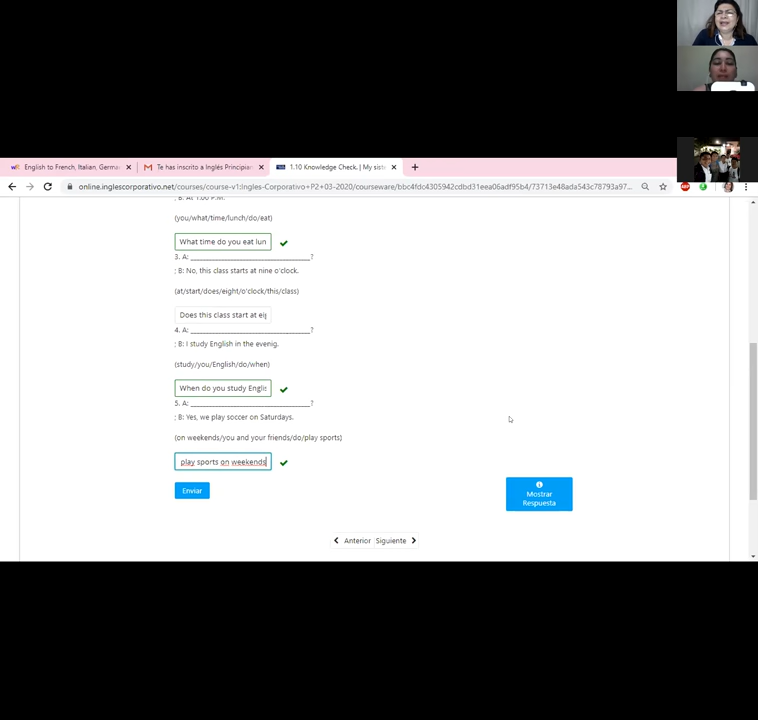 English to French, Italian, Germa
Te has inscrito a Inglés Principian
1.10 Knowledge Check. | My sist
online.inglescorporativo.net/courses/course-v1:Ingles-Corporativo+P2+03-2020/courseware/bbc4fdc4305942cdbd31eea06adf95b4/73713e48ada543c78793a97...
; B: At 1:00 P.M.
(you/what/time/lunch/do/eat)
What time do you eat lun
3. A: ______________________________?
; B: No, this class starts at nine o'clock.
(at/start/does/eight/o'clock/this/class)
Does this class start at eig
4. A: ______________________________?
; B: I study English in the evenig.
(study/you/English/do/when)
When do you study Englis
5. A: ______________________________?
; B: Yes, we play soccer on Saturdays.
(on weekends/you and your friends/do/play sports)
play sports on weekends
Enviar
Mostrar
Respuesta
Anterior Siguiente